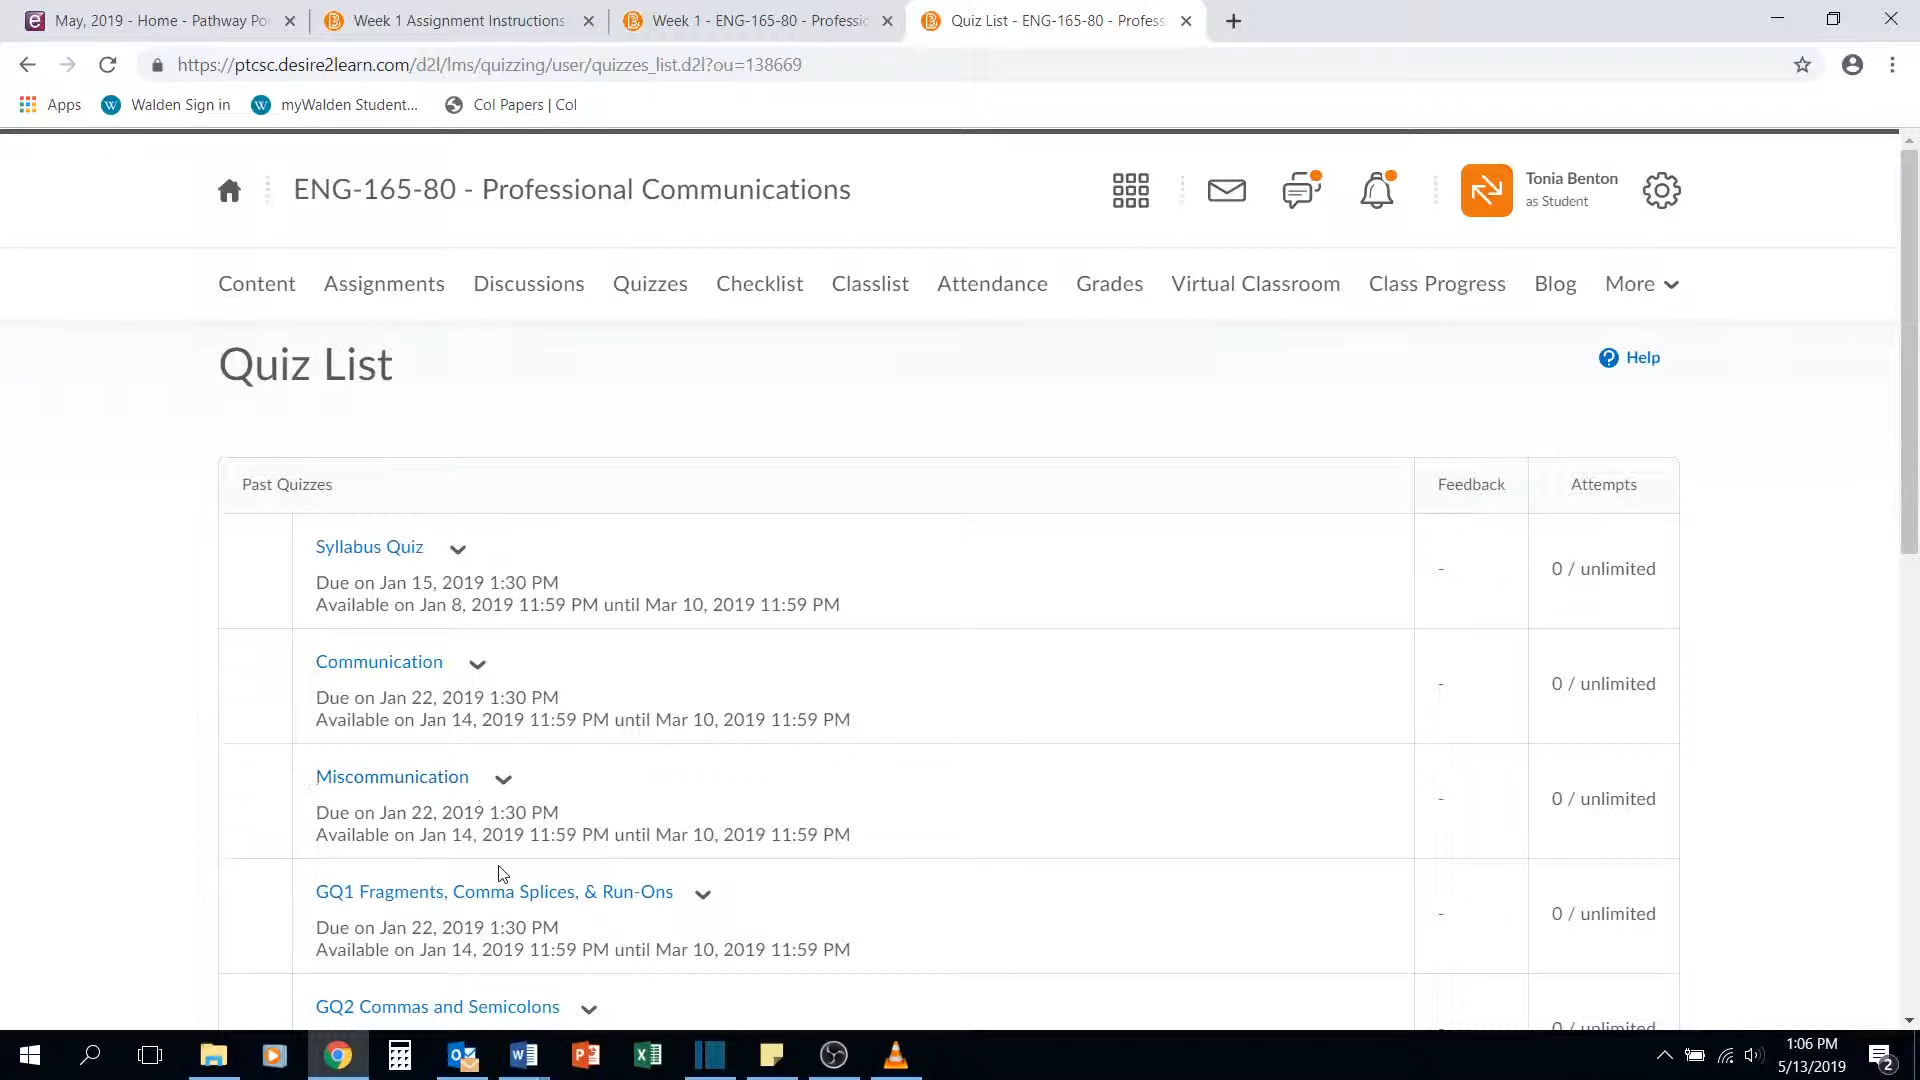 May, 2019 - Home - Pathway Po
Week 1 Assignment Instructions
Week 1 - ENG-165-80 - Professio
Quiz List - ENG-165-80 - Profess
https://ptcsc.desire2learn.com/d2l/lms/quizzing/user/quizzes_list.d2l?ou=138669
Apps
Walden Sign in
myWalden Student...
Col Papers | Col
ENG-165-80 - Professional Communications
Tonia Benton
as Student
Content Assignments Discussions Quizzes Checklist Classlist Attendance Grades Virtual Classroom Class Progress Blog More
Quiz List
Help
Past Quizzes Feedback Attempts
Syllabus Quiz
Due on Jan 15, 2019 1:30 PM
Available on Jan 8, 2019 11:59 PM until Mar 10, 2019 11:59 PM
- 0 / unlimited
Communication
Due on Jan 22, 2019 1:30 PM
Available on Jan 14, 2019 11:59 PM until Mar 10, 2019 11:59 PM
- 0 / unlimited
Miscommunication
Due on Jan 22, 2019 1:30 PM
Available on Jan 14, 2019 11:59 PM until Mar 10, 2019 11:59 PM
- 0 / unlimited
GQ1 Fragments, Comma Splices, & Run-Ons
Due on Jan 22, 2019 1:30 PM
Available on Jan 14, 2019 11:59 PM until Mar 10, 2019 11:59 PM
- 0 / unlimited
GQ2 Commas and Semicolons
- 0 / unlimited
1:06 PM
5/13/2019
2